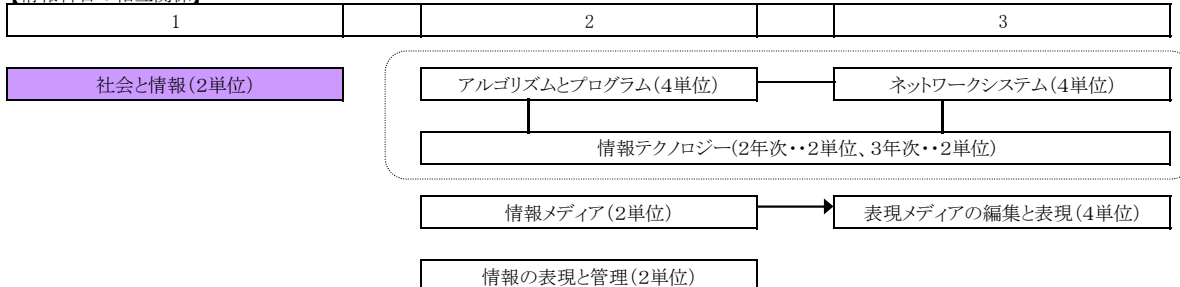 1 2 3
社会と情報(2単位) アルゴリズムとプログラム(4単位) ネットワークシステム(4単位)
情報テクノロジー(2年次・・2単位、3年次・・2単位)
情報メディア(2単位) 表現メディアの編集と表現(4単位)
情報の表現と管理(2単位)